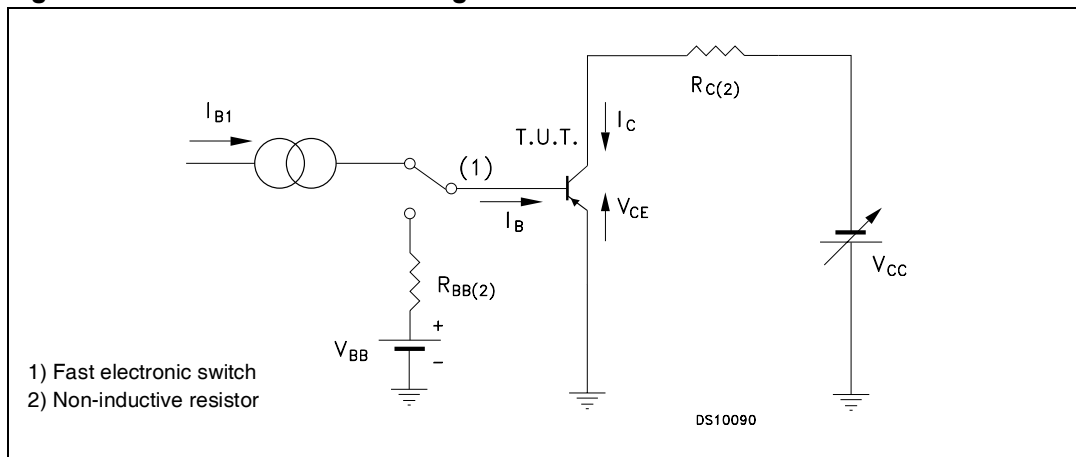 I_B1
T.U.T.
(1)
I_B
I_C
V_CE
R_C(2)
V_CC
R_BB(2)
V_BB
+
−
1) Fast electronic switch
2) Non-inductive resistor
DS10090